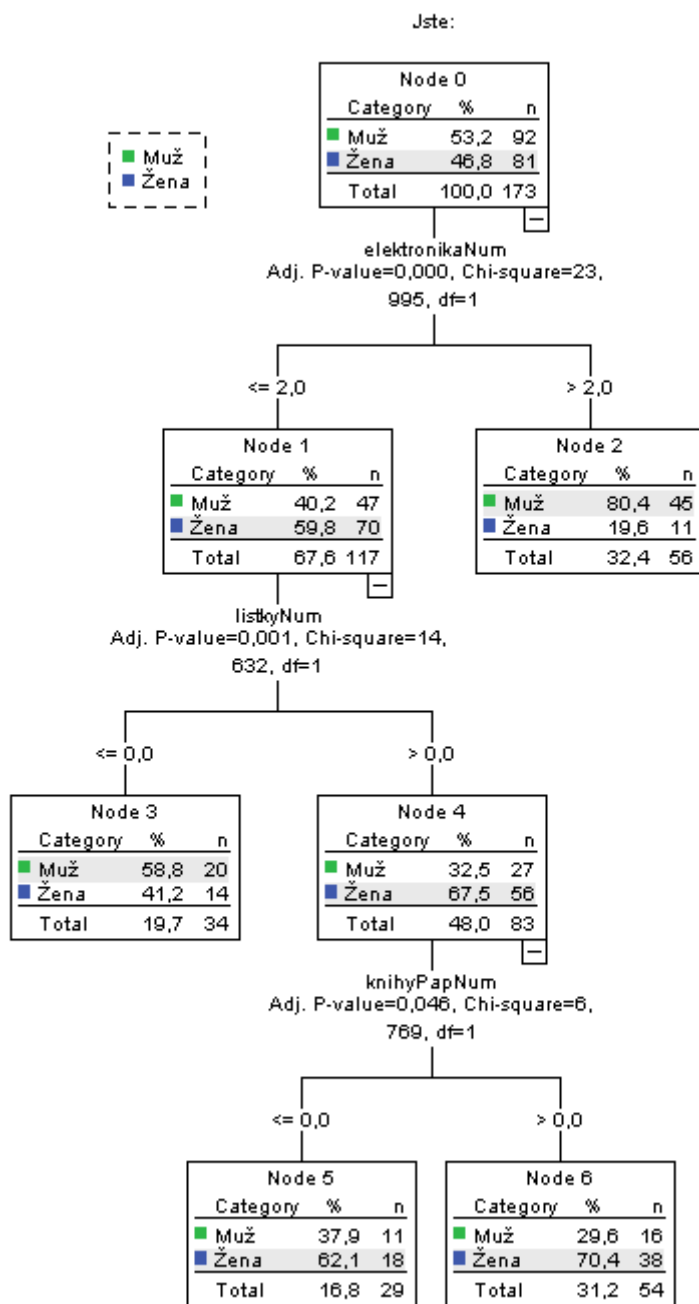 Jste:
Node 0
Category % n
Muž 53,2 92
Žena 46,8 81
Total 100,0 173
Muž
Žena
elektronikaNum
Adj. P-value=0,000, Chi-square=23,
995, df=1
<= 2,0
> 2,0
Node 1
Category % n
Muž 40,2 47
Žena 59,8 70
Total 67,6 117
Node 2
Category % n
Muž 80,4 45
Žena 19,6 11
Total 32,4 56
listkyNum
Adj. P-value=0,001, Chi-square=14,
632, df=1
<= 0,0
> 0,0
Node 3
Category % n
Muž 58,8 20
Žena 41,2 14
Total 19,7 34
Node 4
Category % n
Muž 32,5 27
Žena 67,5 56
Total 48,0 83
knihyPapNum
Adj. P-value=0,046, Chi-square=6,
769, df=1
<= 0,0
> 0,0
Node 5
Category % n
Muž 37,9 11
Žena 62,1 18
Total 16,8 29
Node 6
Category % n
Muž 29,6 16
Žena 70,4 38
Total 31,2 54